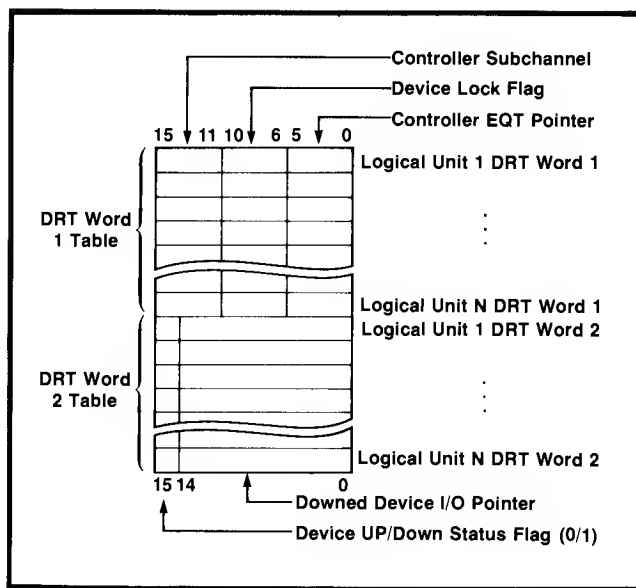 Controller Subchannel
Device Lock Flag
Controller EQT Pointer
15 11 10 6 5 0
Logical Unit 1 DRT Word 1
DRT Word
1 Table
Logical Unit N DRT Word 1
Logical Unit 1 DRT Word 2
DRT Word
2 Table
Logical Unit N DRT Word 2
15 14 0
Downed Device I/O Pointer
Device UP/Down Status Flag (0/1)